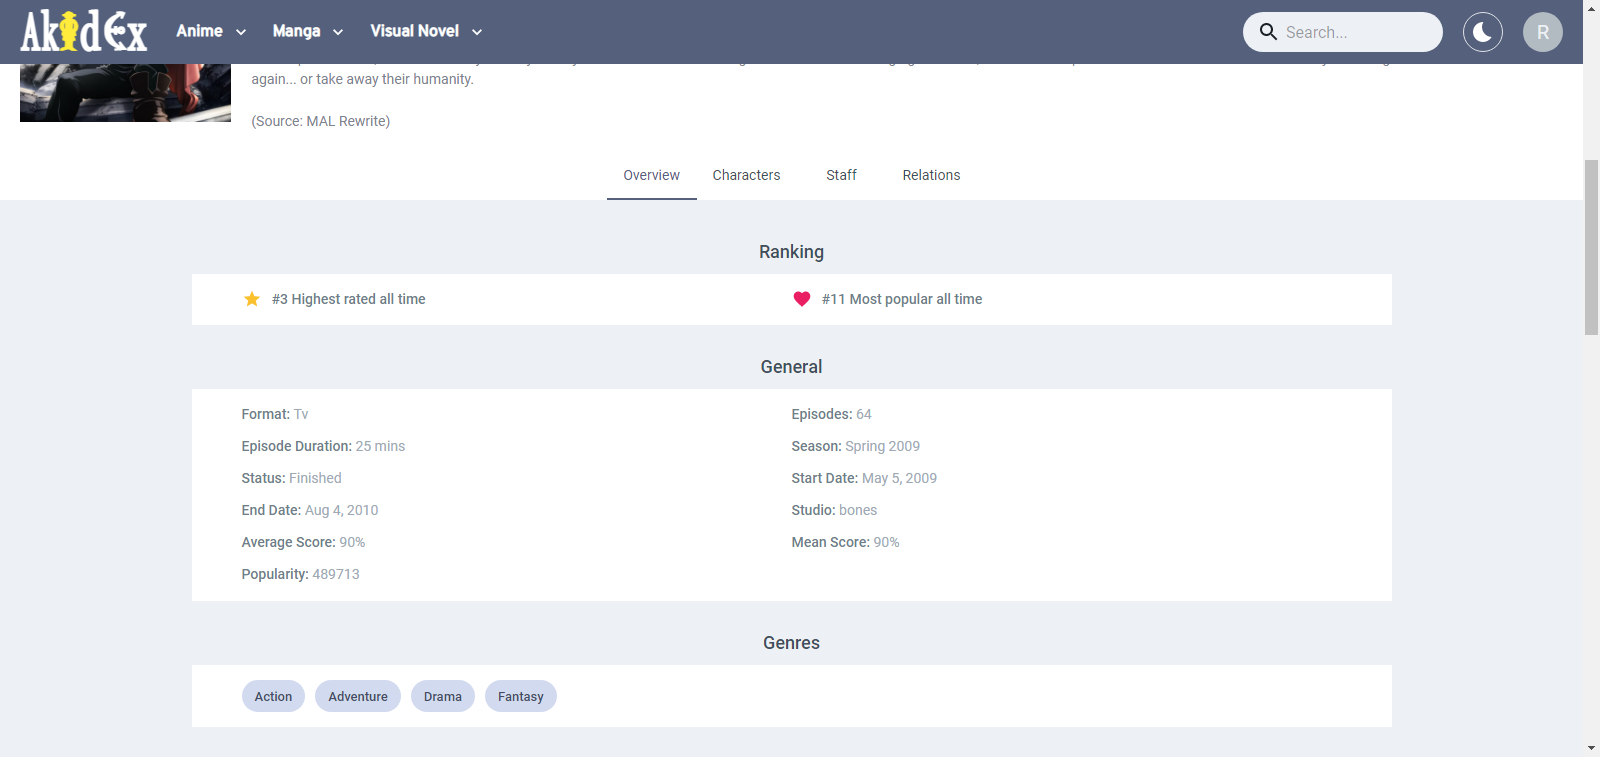 AkidEx
Anime
Manga
Visual Novel
Search...
R
again... or take away their humanity.
(Source: MAL Rewrite)
Overview
Characters
Staff
Relations
Ranking
#3 Highest rated all time
#11 Most popular all time
General
Format: Tv
Episodes: 64
Episode Duration: 25 mins
Season: Spring 2009
Status: Finished
Start Date: May 5, 2009
End Date: Aug 4, 2010
Studio: bones
Average Score: 90%
Mean Score: 90%
Popularity: 489713
Genres
Action
Adventure
Drama
Fantasy